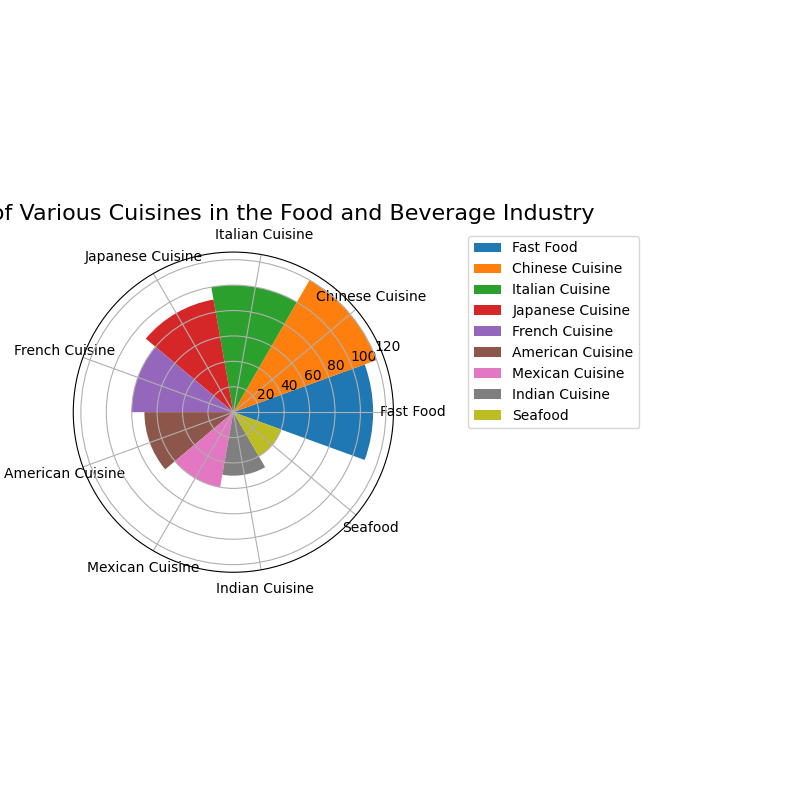 of Various Cuisines in the Food and Beverage Industry
Italian Cuisine
Japanese Cuisine
Chinese Cuisine
French Cuisine
Fast Food
American Cuisine
Mexican Cuisine
Indian Cuisine
Seafood
20
40
60
80
100
120
Fast Food
Chinese Cuisine
Italian Cuisine
Japanese Cuisine
French Cuisine
American Cuisine
Mexican Cuisine
Indian Cuisine
Seafood